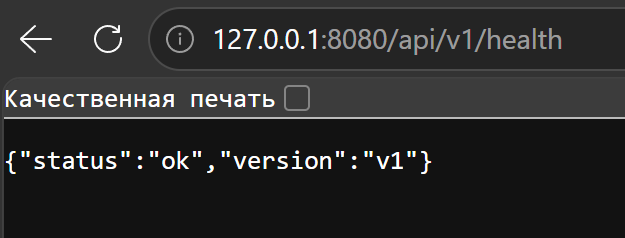 127.0.0.1:8080/api/v1/health
Качественная печать
{"status":"ok","version":"v1"}